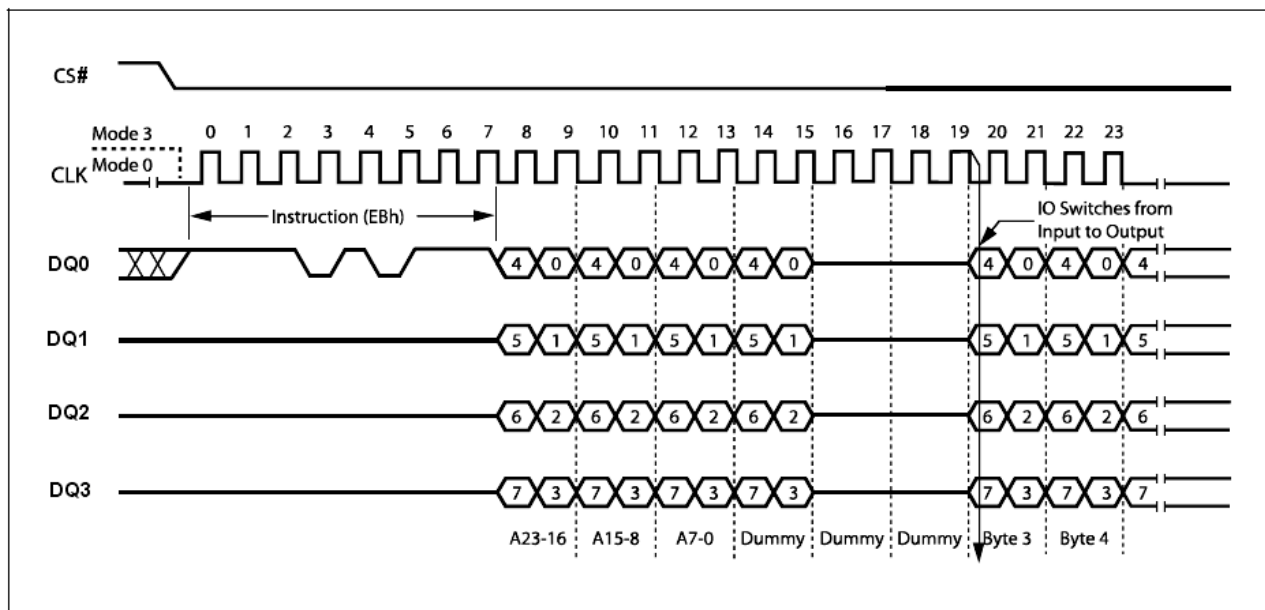 CS#
Mode 3
0 1 2 3 4 5 6 7 8 9 10 11 12 13 14 15 16 17 18 19 20 21 22 23
CLK
Mode 0
Instruction (EBh)
IO Switches from
Input to Output
DQ0
4 0 4 0 4 0 4 0 4 0 4 0 4
DQ1
5 1 5 1 5 1 5 1 5 1 5 1 5
DQ2
6 2 6 2 6 2 6 2 6 2 6 2 6
DQ3
7 3 7 3 7 3 7 3 7 3 7 3 7
A23-16 A15-8 A7-0 Dummy Dummy Dummy Byte 3 Byte 4